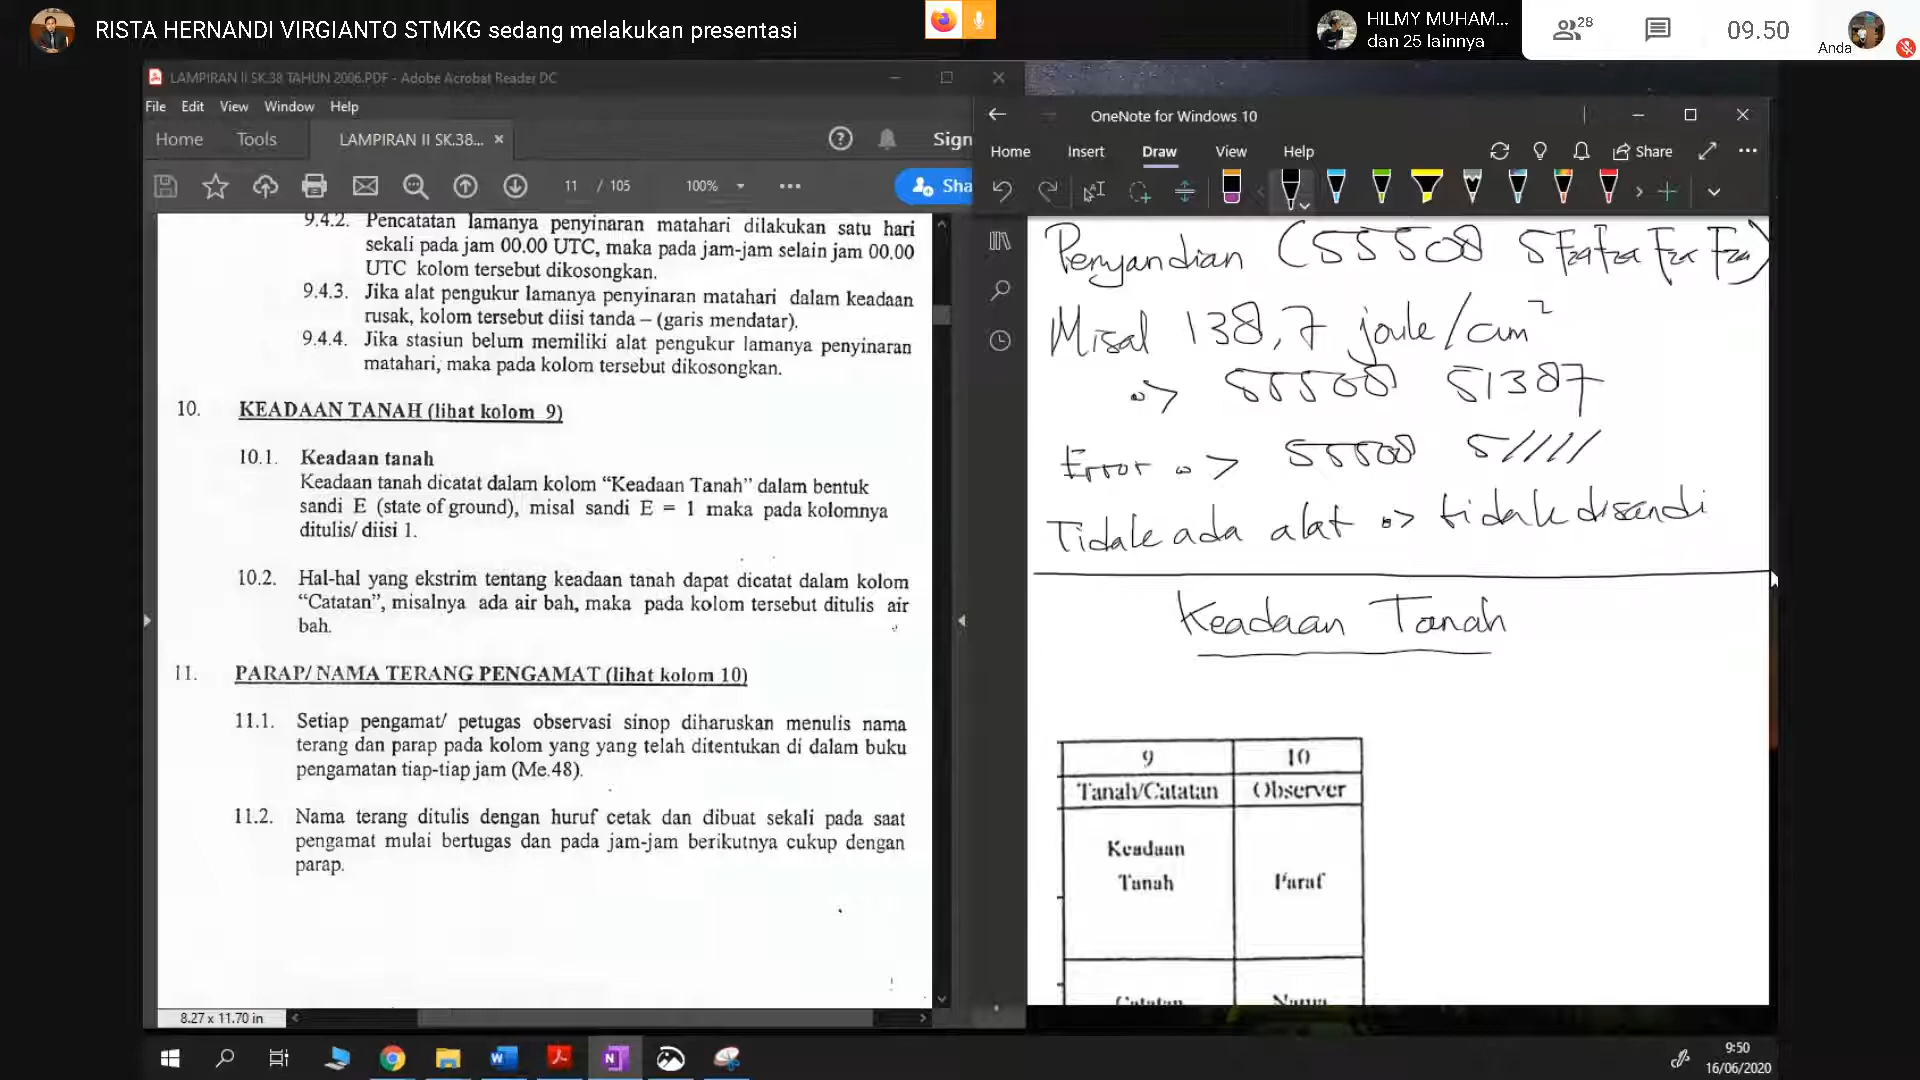 RISTA HERNANDI VIRGIANTO STMKG sedang melakukan presentasi
HILMY MUHAM...
dan 25 lainnya
28
09.50
Anda
LAMPIRAN II SK.38 TAHUN 2006.PDF - Adobe Acrobat Reader DC
File Edit View Window Help
Home Tools LAMPIRAN II SK.38... ×
Sign
11 / 105 100%
Sha
9.4.2. Pencatatan lamanya penyinaran matahari dilakukan satu hari
sekali pada jam 00.00 UTC, maka pada jam-jam selain jam 00.00
UTC kolom tersebut dikosongkan.
9.4.3. Jika alat pengukur lamanya penyinaran matahari dalam keadaan
rusak, kolom tersebut diisi tanda – (garis mendatar).
9.4.4. Jika stasiun belum memiliki alat pengukur lamanya penyinaran
matahari, maka pada kolom tersebut dikosongkan.
10. KEADAAN TANAH (lihat kolom 9)
10.1. Keadaan tanah
Keadaan tanah dicatat dalam kolom “Keadaan Tanah” dalam bentuk
sandi E (state of ground), misal sandi E = 1 maka pada kolomnya
ditulis/ diisi 1.
10.2. Hal-hal yang ekstrim tentang keadaan tanah dapat dicatat dalam kolom
“Catatan”, misalnya ada air bah, maka pada kolom tersebut ditulis air
bah.
11. PARAP/ NAMA TERANG PENGAMAT (lihat kolom 10)
11.1. Setiap pengamat/ petugas observasi sinop diharuskan menulis nama
terang dan parap pada kolom yang yang telah ditentukan di dalam buku
pengamatan tiap-tiap jam (Me.48).
11.2. Nama terang ditulis dengan huruf cetak dan dibuat sekali pada saat
pengamat mulai bertugas dan pada jam-jam berikutnya cukup dengan
parap.
8.27 x 11.70 in
OneNote for Windows 10
Home Insert Draw View Help
Share
Penyandian (55508 5F24F24F24F24)
Misal 138,7 joule/cm²
=> 55508 51387
Error => 55508 5////
Tidak ada alat => tidak disandi
Keadaan Tanah
9 10
Tanah/Catatan Observer
Keadaan
Tanah
Paraf
Catatan Nama
9:50
16/06/2020